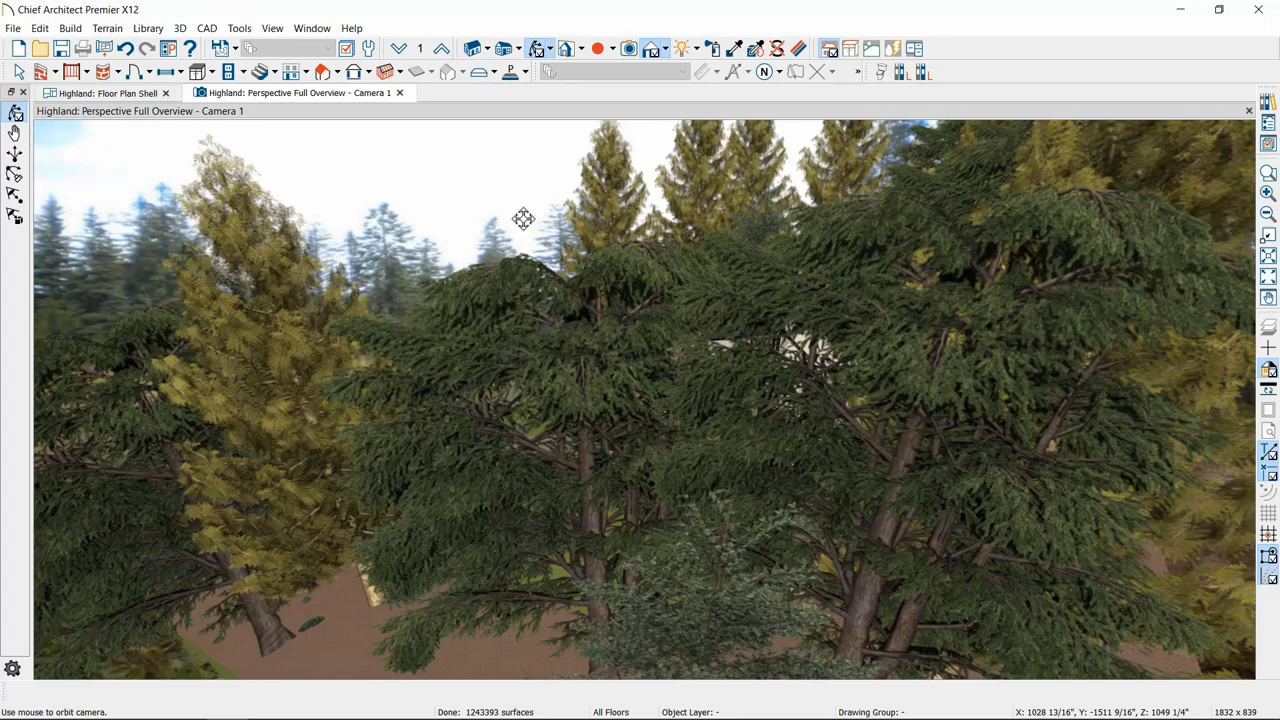 Chief Architect Premier X12
File Edit Build Terrain Library 3D CAD Tools View Window Help
1
Highland: Floor Plan Shell
Highland: Perspective Full Overview - Camera 1
Highland: Perspective Full Overview - Camera 1
Use mouse to orbit camera.
Done: 1243393 surfaces
All Floors
Object Layer: -
Drawing Group: -
X: 1028 13/16", Y: -1511 9/16", Z: 1049 1/4"
1832 x 839